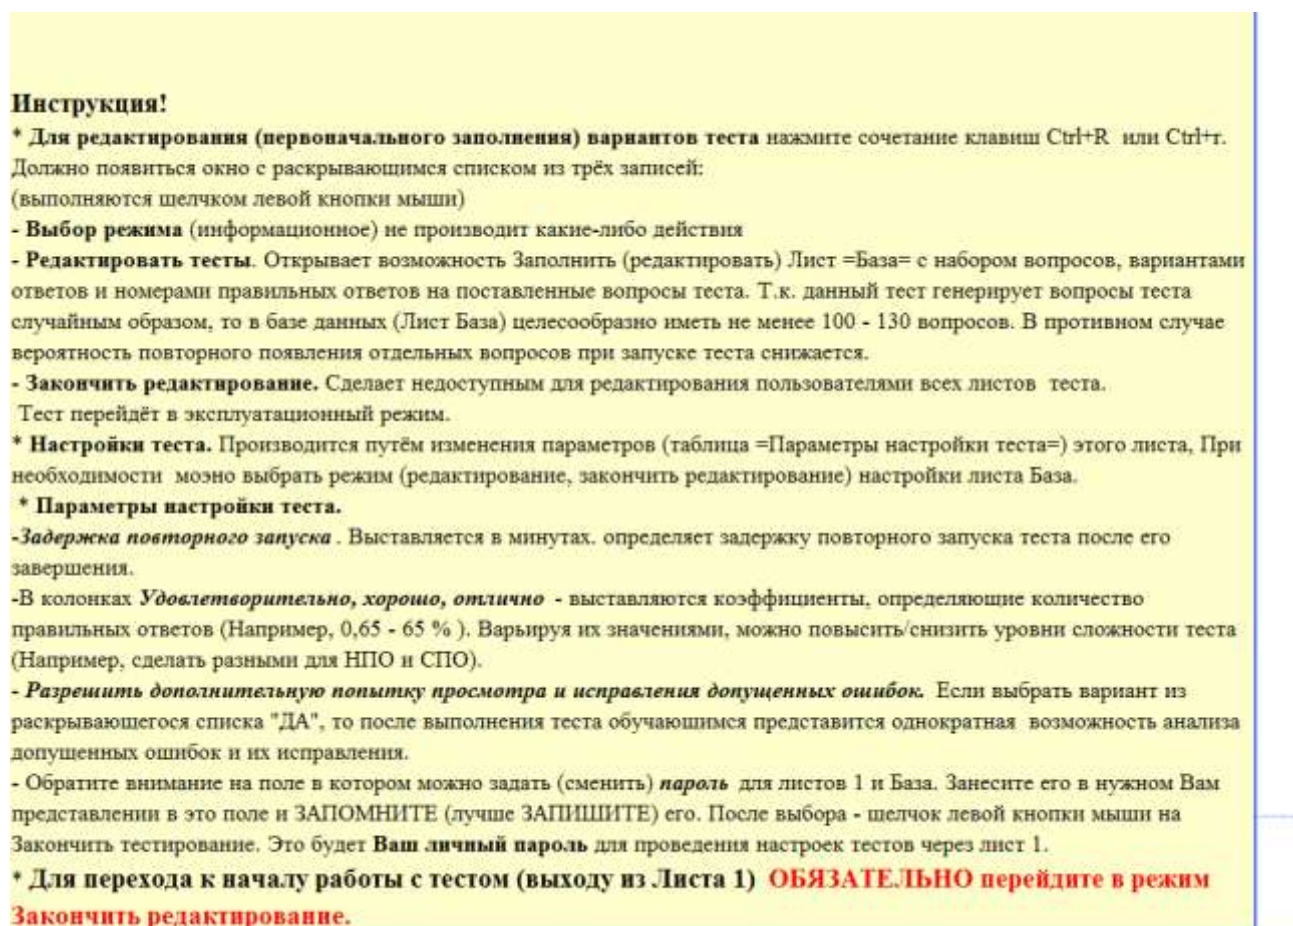 Инструкция!
* Для редактирования (первоначального заполнения) вариантов теста нажмите сочетание клавиш Ctrl+R или Ctrl+r.
Должно появиться окно с раскрывающимся списком из трёх записей:
(выполняются щелчком левой кнопки мыши)
- Выбор режима (информационное) не производит какие-либо действия
- Редактировать тесты. Открывает возможность Заполнить (редактировать) Лист =База= с набором вопросов, вариантами
ответов и номерами правильных ответов на поставленные вопросы теста. Т.к. данный тест генерирует вопросы теста
случайным образом, то в базе данных (Лист База) целесообразно иметь не менее 100 - 130 вопросов. В противном случае
вероятность повторного появления отдельных вопросов при запуске теста снижается.
- Закончить редактирование. Сделает недоступным для редактирования пользователями всех листов теста.
Тест перейдёт в эксплуатационный режим.
* Настройки теста. Производится путём изменения параметров (таблица =Параметры настройки теста=) этого листа, При
необходимости моэно выбрать режим (редактирование, закончить редактирование) настройки листа База.
* Параметры настройки теста.
-Задержка повторного запуска . Выставляется в минутах. определяет задержку повторного запуска теста после его
завершения.
-В колонках Удовлетворительно, хорошо, отлично - выставляются коэффициенты, определяющие количество
правильных ответов (Например, 0,65 - 65 % ). Варьируя их значениями, можно повысить/снизить уровни сложности теста
(Например, сделать разными для НПО и СПО).
- Разрешить дополнительную попытку просмотра и исправления допущенных ошибок. Если выбрать вариант из
раскрывающегося списка "ДА", то после выполнения теста обучающимся представится однократная возможность анализа
допущенных ошибок и их исправления.
- Обратите внимание на поле в котором можно задать (сменить) пароль для листов 1 и База. Занесите его в нужном Вам
представлении в это поле и ЗАПОМНИТЕ (лучше ЗАПИШИТЕ) его. После выбора - щелчок левой кнопки мыши на
Закончить тестирование. Это будет Ваш личный пароль для проведения настроек тестов через лист 1.
* Для перехода к началу работы с тестом (выходу из Листа 1) ОБЯЗАТЕЛЬНО перейдите в режим
Закончить редактирование.